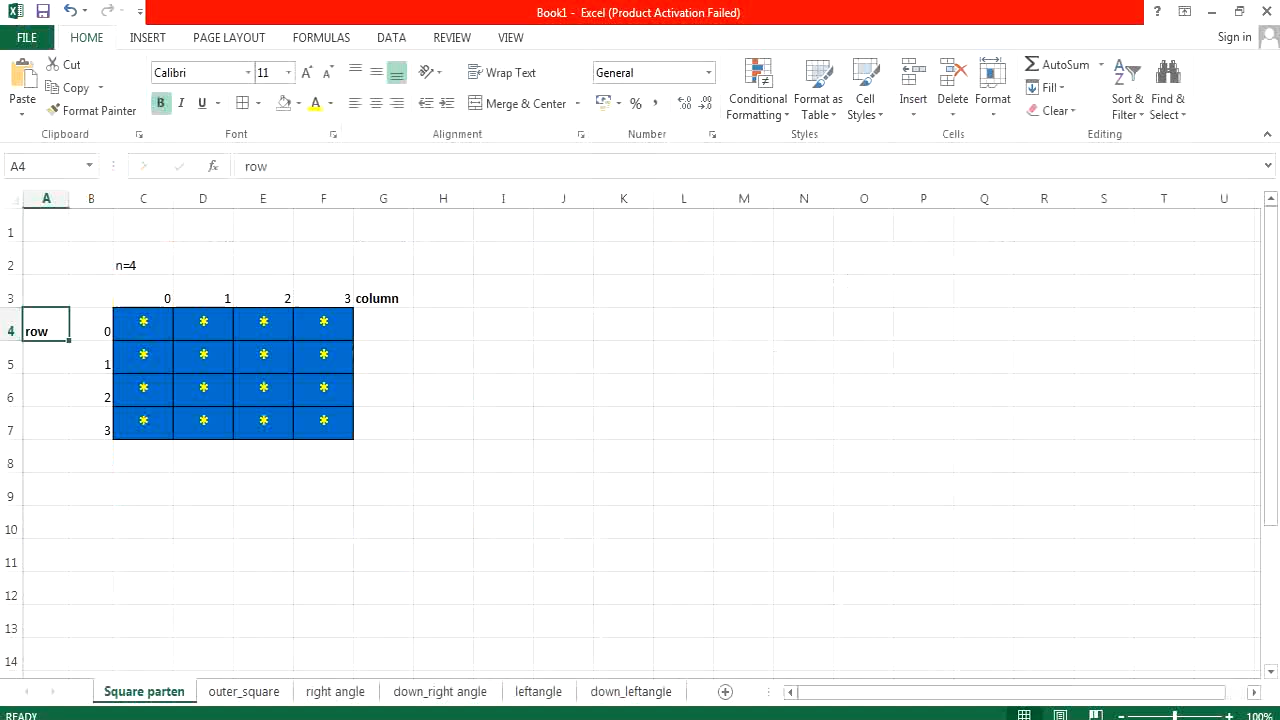 Book1 - Excel (Product Activation Failed)
?
FILE HOME INSERT PAGE LAYOUT FORMULAS DATA REVIEW VIEW Sign in
Paste
Cut
Copy
Format Painter
Clipboard
Calibri 11
B I U
Font
Wrap Text
Merge & Center
Alignment
General
%
Number
Conditional Formatting
Format as Table
Cell Styles
Styles
Insert Delete Format
Cells
AutoSum
Fill
Clear
Sort & Filter
Find & Select
Editing
A4 fx row
A B C D E F G H I J K L M N O P Q R S T U
1
2 n=4
3 0 1 2 3 column
4 row 0 * * * *
5 1 * * * *
6 2 * * * *
7 3 * * * *
8
9
10
11
12
13
14
Square parten outer_square right angle down_right angle leftangle down_leftangle
READY 100%